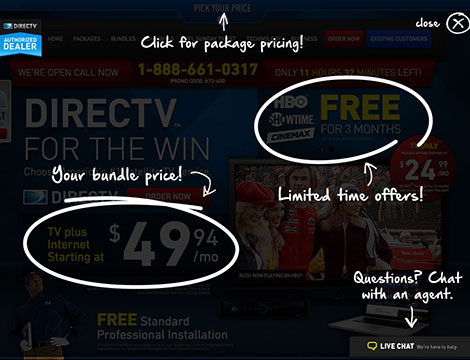 PICK YOUR PRICE
DIRECTV
AUTHORIZED
DEALER
close
Click for package pricing!
HOME PACKAGES BUNDLES
ORDER NOW EXISTING CUSTOMERS
WE'RE OPEN CALL NOW 1-888-661-0317 ONLY 11 HOURS 32 MINUTES LEFT!
DIRECTV
FOR THE WIN
HBO
SHOWTIME
CINEMAX
FREE
FOR 3 MONTHS
Your bundle price!
DIRECTV ORDER NOW
Limited time offers!
ONLY
$24.99
/MO
TV plus
Internet
Starting at
$49.94
/mo
Questions? Chat
with an agent.
FREE Standard
Professional Installation
LIVE CHAT We're here to help